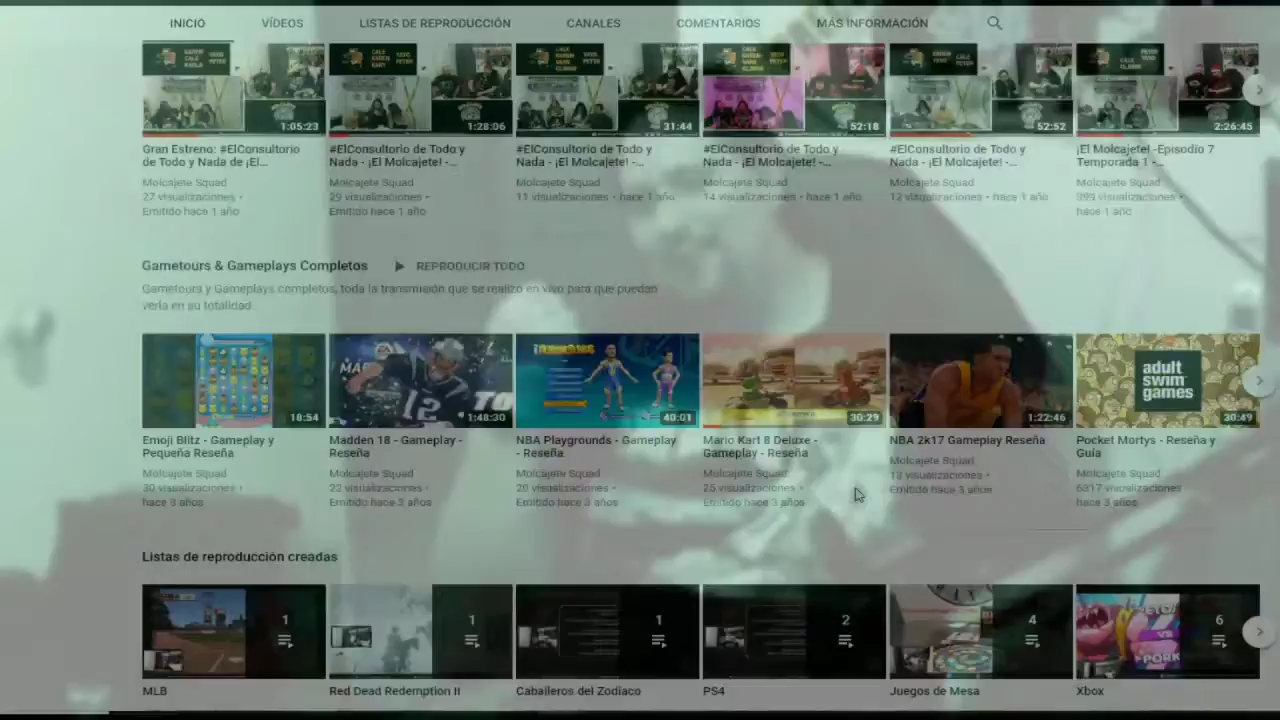 INICIO VÍDEOS LISTAS DE REPRODUCCIÓN CANALES COMENTARIOS MÁS INFORMACIÓN
1:05:23 1:28:06 31:44 52:18 52:52 2:26:45
Gran Estreno: #ElConsultorio #ElConsultorio de Todo y #ElConsultorio de Todo y #ElConsultorio de Todo y #ElConsultorio de Todo y ¡El Molcajete! -Episodio 7
de Todo y Nada de ¡El... Nada - ¡El Molcajete! -... Nada - ¡El Molcajete! -... Nada - ¡El Molcajete! -... Nada - ¡El Molcajete! -... Temporada 1 -...
Molcajete Squad Molcajete Squad Molcajete Squad Molcajete Squad Molcajete Squad Molcajete Squad
27 visualizaciones • 29 visualizaciones • 11 visualizaciones • hace 1 año 14 visualizaciones • hace 1 año 12 visualizaciones • hace 1 año visualizaciones •
Emitido hace 1 año Emitido hace 1 año hace 1 año
Gametours & Gameplays Completos REPRODUCIR TODO
Gametours y Gameplays completos, toda la transmisión que se realizo en vivo para que puedan
verla en su totalidad
adult
swim
games
MA 12 TO
18:54 1:48:30 40:01 30:29 1:22:46 30:49
Emoji Blitz - Gameplay y Madden 18 - Gameplay - NBA Playgrounds - Gameplay Mario Kart 8 Deluxe - NBA 2k17 Gameplay Reseña Pocket Mortys - Reseña y
Pequeña Reseña Reseña - Reseña Gameplay - Reseña Guía
Molcajete Squad Molcajete Squad Molcajete Squad Molcajete Squad Molcajete Squad Molcajete Squad
30 visualizaciones • 22 visualizaciones • 20 visualizaciones • 25 visualizaciones • 13 visualizaciones • visualizaciones
hace 3 años Emitido hace 3 años Emitido hace 3 años Emitido hace 3 años Emitido hace 3 años hace 3 años
Listas de reproducción creadas
1 1 1 2 4 6
VS
PORK
MLB Red Dead Redemption II Caballeros del Zodiaco PS4 Juegos de Mesa Xbox